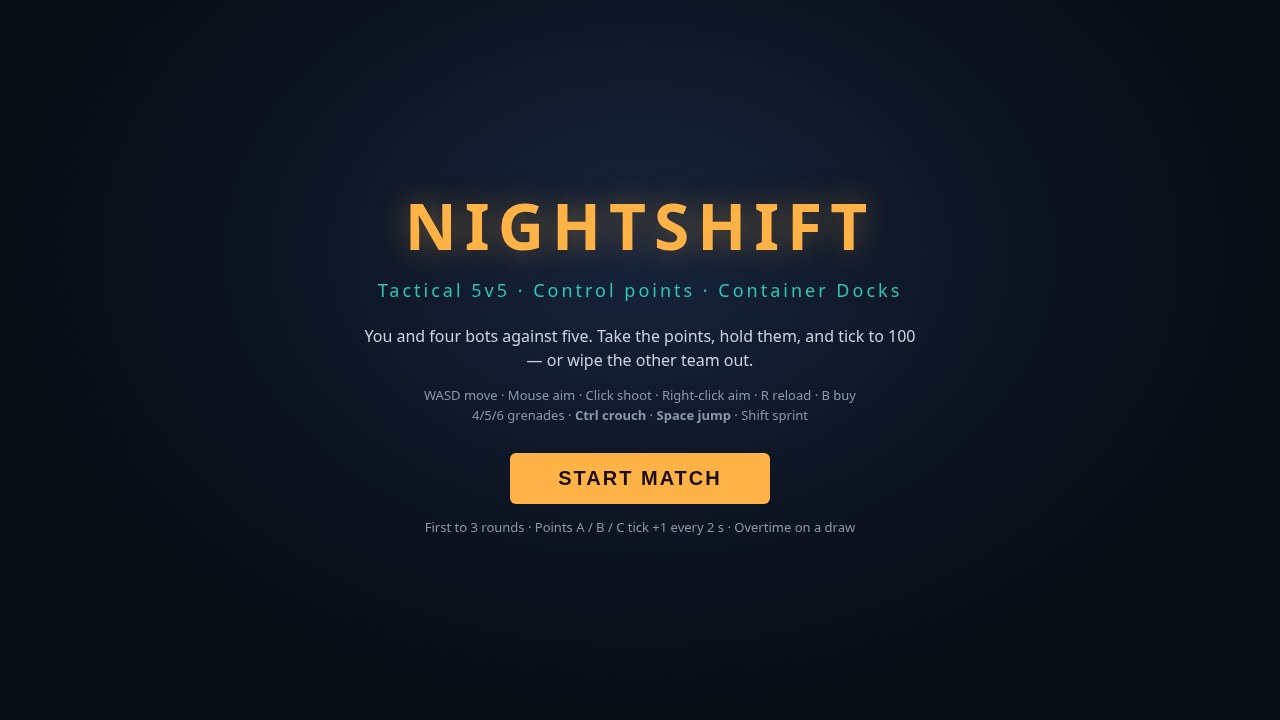 NIGHTSHIFT
Tactical 5v5 · Control points · Container Docks
You and four bots against five. Take the points, hold them, and tick to 100
— or wipe the other team out.
WASD move · Mouse aim · Click shoot · Right-click aim · R reload · B buy
4/5/6 grenades · Ctrl crouch · Space jump · Shift sprint
START MATCH
First to 3 rounds · Points A / B / C tick +1 every 2 s · Overtime on a draw